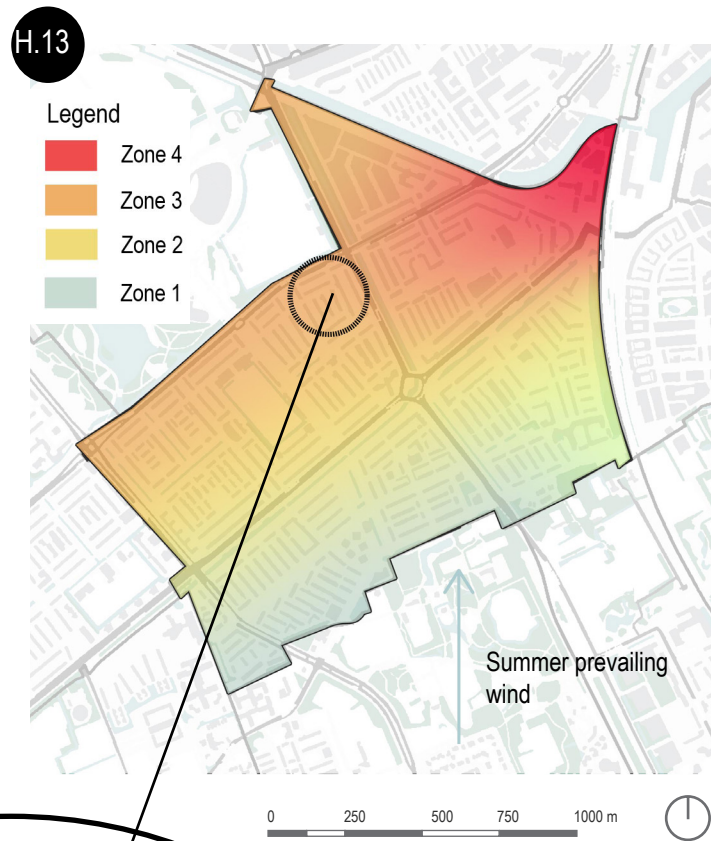 H.13
Legend
Zone 4
Zone 3
Zone 2
Zone 1
Summer prevailing
wind
0 250 500 750 1000 m